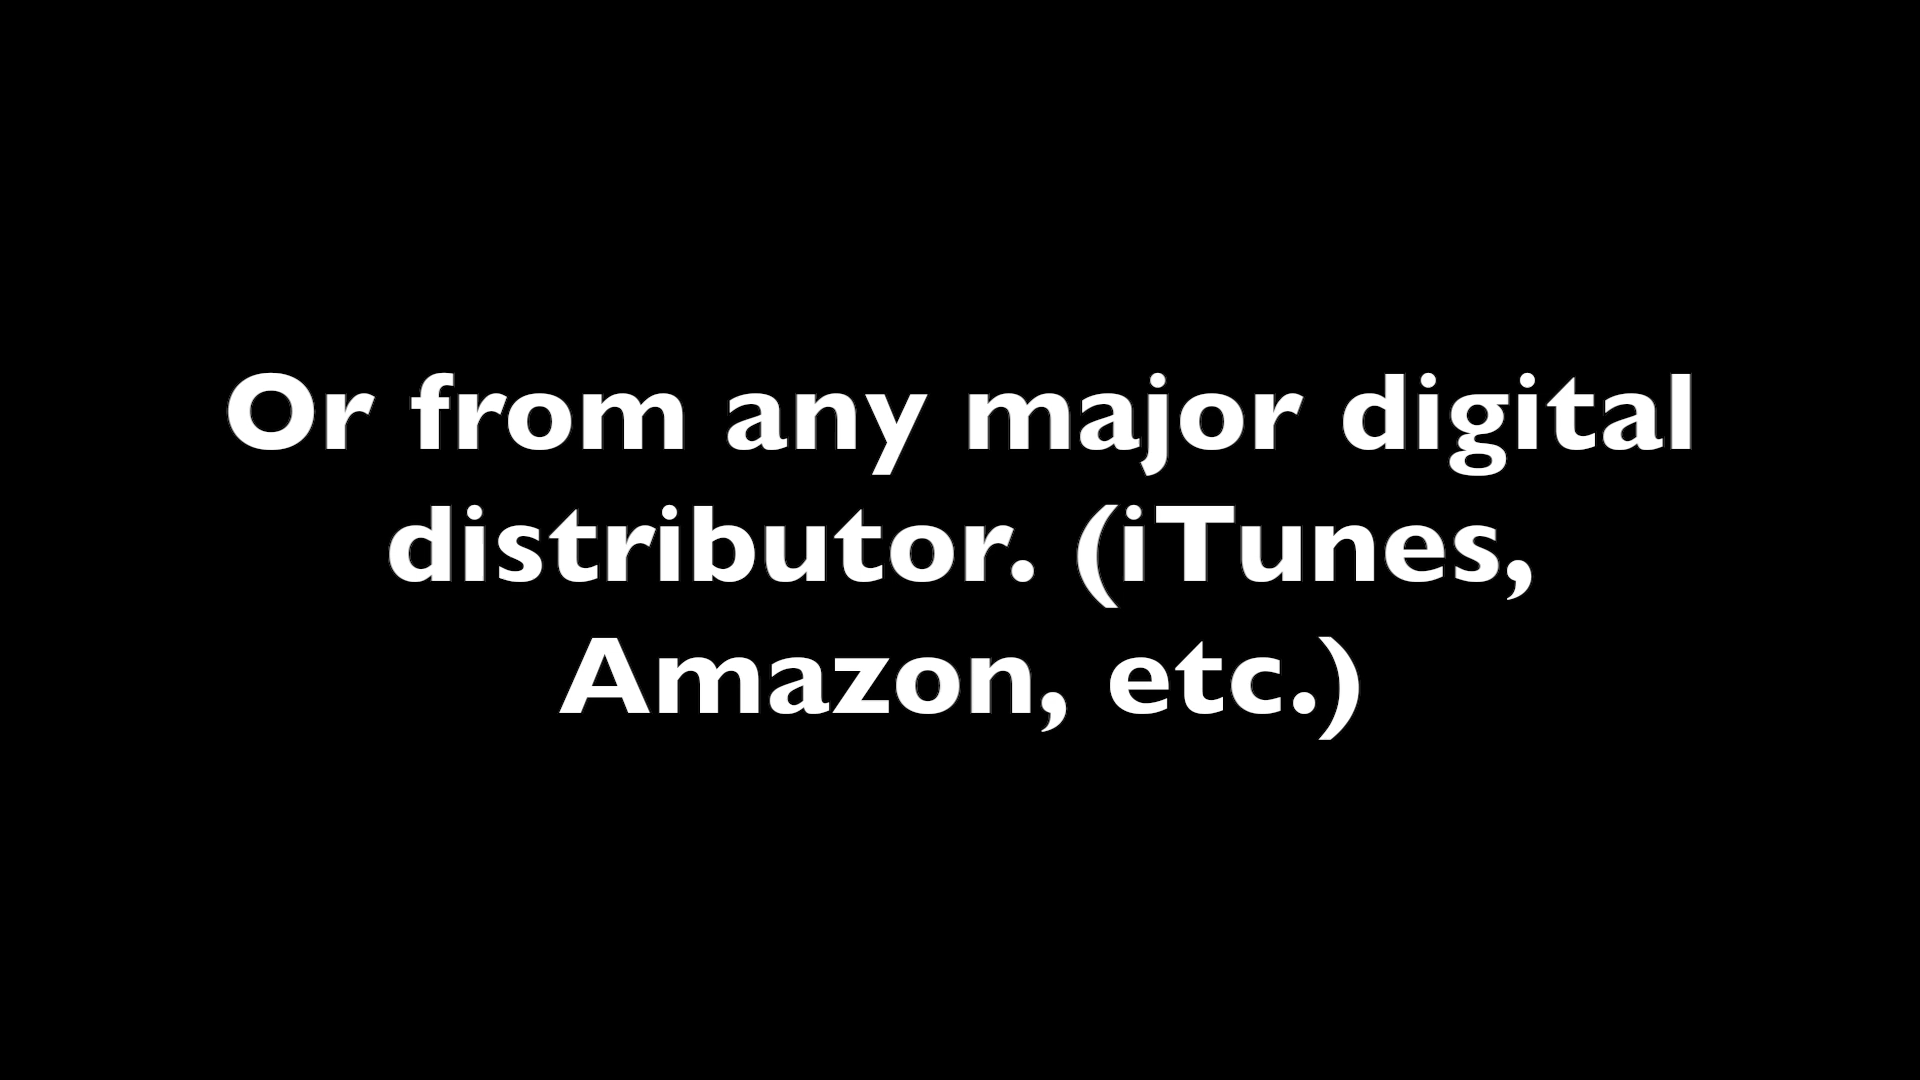 Or from any major digital
distributor. (iTunes,
Amazon, etc.)